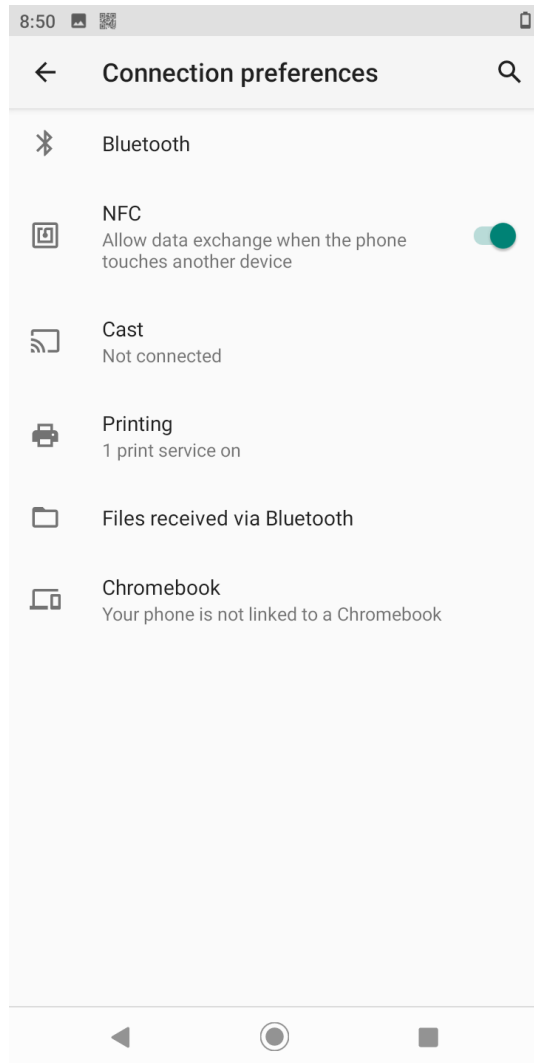 8:50
Connection preferences
Bluetooth
NFC
Allow data exchange when the phone
touches another device
Cast
Not connected
Printing
1 print service on
Files received via Bluetooth
Chromebook
Your phone is not linked to a Chromebook